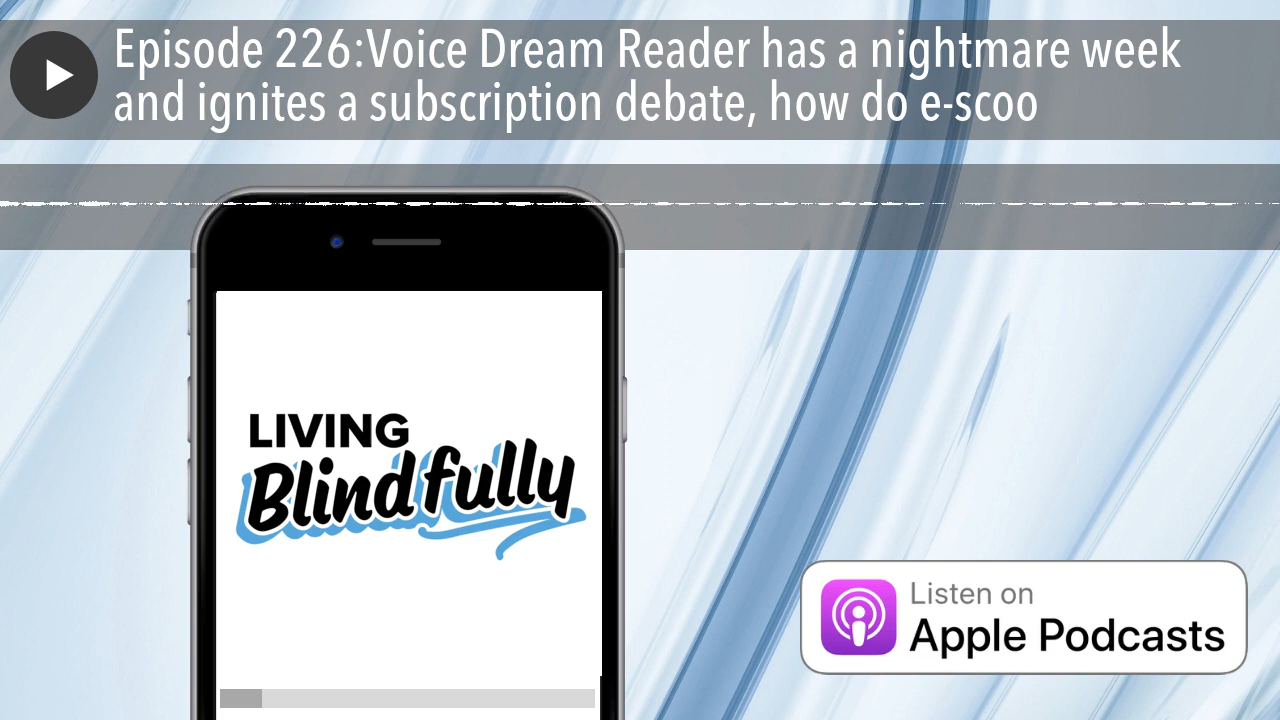 Episode 226:Voice Dream Reader has a nightmare week
and ignites a subscription debate, how do e-scoo
LIVING
Blindfully
Listen on
Apple Podcasts